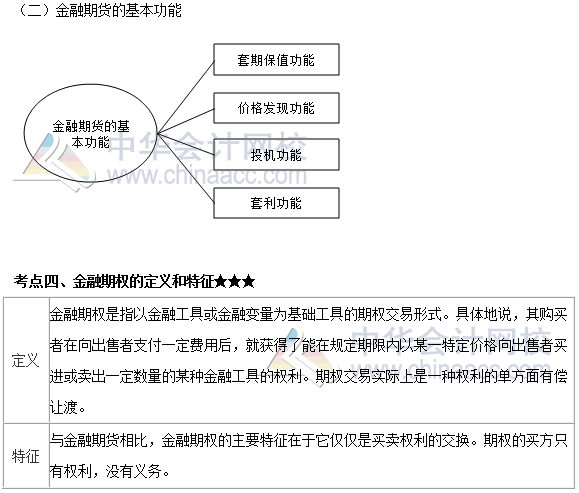 （二）金融期货的基本功能
套期保值功能
价格发现功能
金融期货的基
本功能
投机功能
套利功能
中华会计网校
www.chinaacc.com
考点四、金融期权的定义和特征★★★
定义
金融期权是指以金融工具或金融变量为基础工具的期权交易形式。具体地说，其购买
者在向出售者支付一定费用后，就获得了能在规定期限内以某一特定价格向出售者买
进或卖出一定数量的某种金融工具的权利。期权交易实际上是一种权利的单方面有偿
让渡。
中华会计网校
www.chinaacc.com
特征
与金融期货相比，金融期权的主要特征在于它仅仅是买卖权利的交换。期权的买方只
有权利，没有义务。